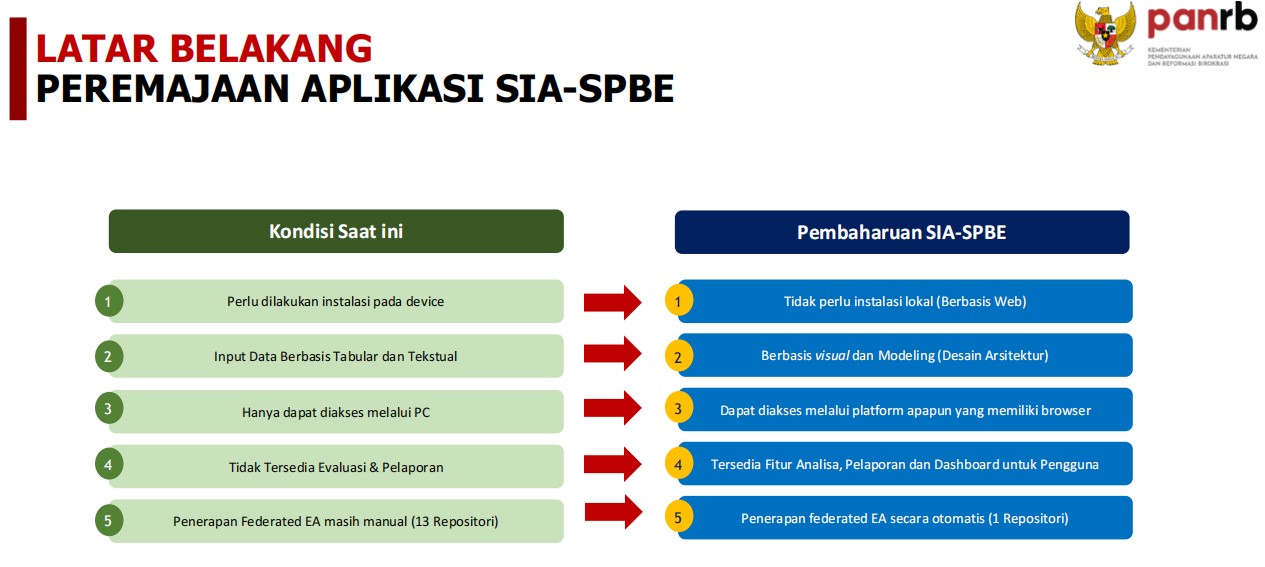 LATAR BELAKANG
PEREMAJAAN APLIKASI SIA-SPBE
panrb
KEMENTERIAN
PENDAYAGUNAAN APARATUR NEGARA
DAN REFORMASI BIROKRASI
Kondisi Saat ini
1 Perlu dilakukan instalasi pada device
2 Input Data Berbasis Tabular dan Tekstual
3 Hanya dapat diakses melalui PC
4 Tidak Tersedia Evaluasi & Pelaporan
5 Penerapan Federated EA masih manual (13 Repositori)
Pembaharuan SIA-SPBE
1 Tidak perlu instalasi lokal (Berbasis Web)
2 Berbasis visual dan Modeling (Desain Arsitektur)
3 Dapat diakses melalui platform apapun yang memiliki browser
4 Tersedia Fitur Analisa, Pelaporan dan Dashboard untuk Pengguna
5 Penerapan federated EA secara otomatis (1 Repositori)